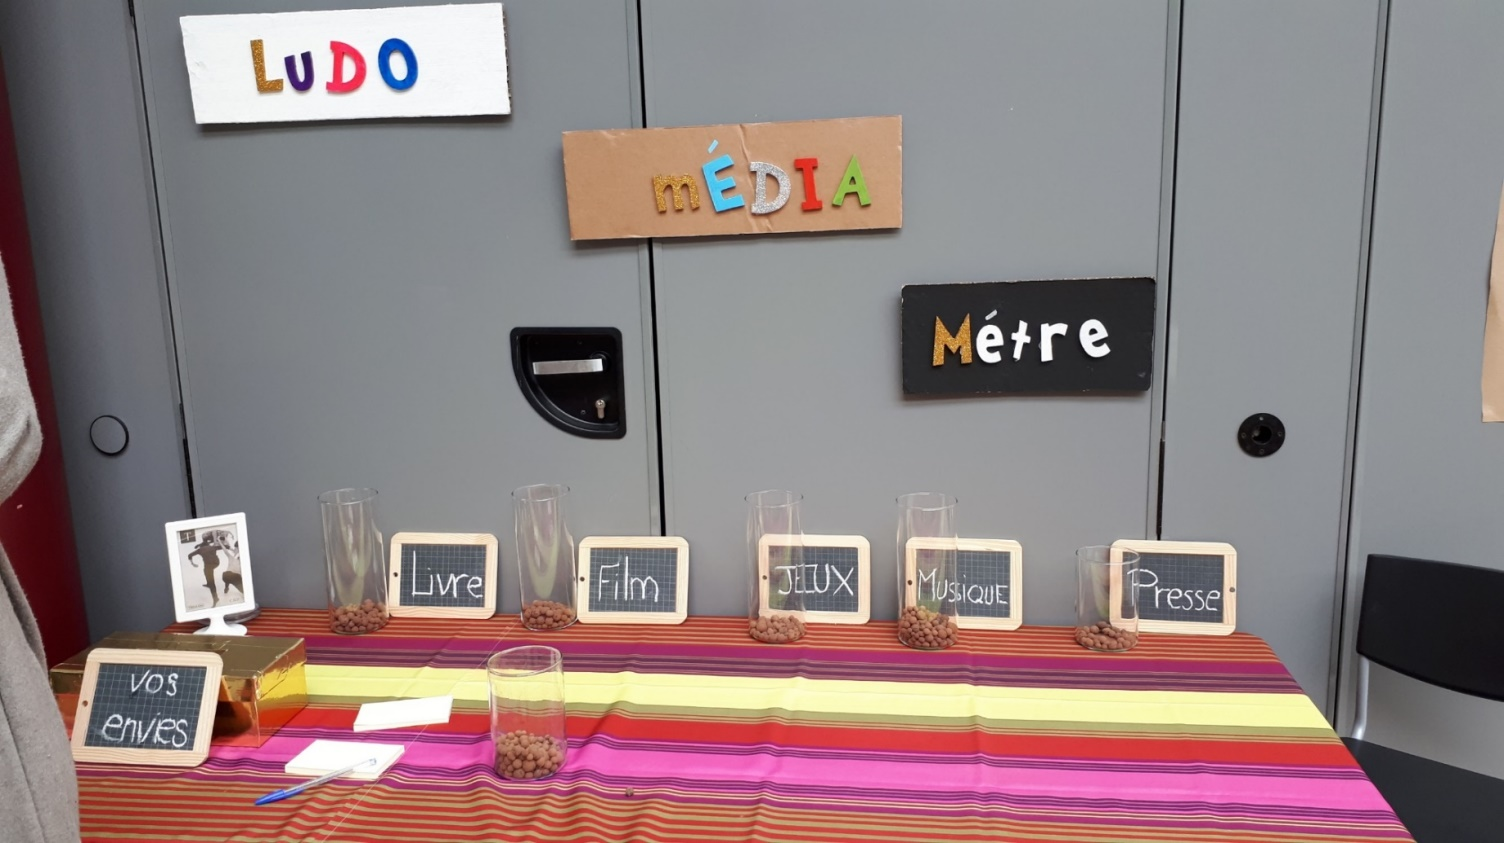 LuDO
mÉDIA
Métre
Livre
Film
JEUX
MUSIQUE
Presse
vos
envies